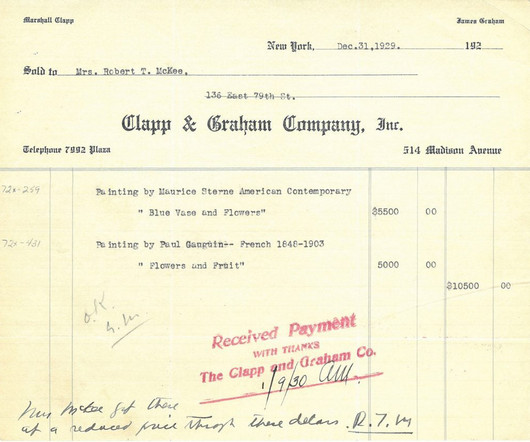 Marshall Clapp James Graham
New York, Dec.31,1929. 192
Sold to Mrs. Robert T. McKee,
136 East 79th St.
Clapp & Graham Company, Inc.
Telephone 7992 Plaza 514 Madison Avenue
72x-259 Painting by Maurice Sterne American Contemporary
" Blue Vase and Flowers" $5500 00
72x-431 Painting by Paul Gauguin-- French 1848-1903
" Flowers and Fruit" 5000 00
$10500 00
O.K.
Received Payment
WITH THANKS
The Clapp and Graham Co.
1/9/30
Mrs McKee got these
at a reduced price through these dealers. R.T.M